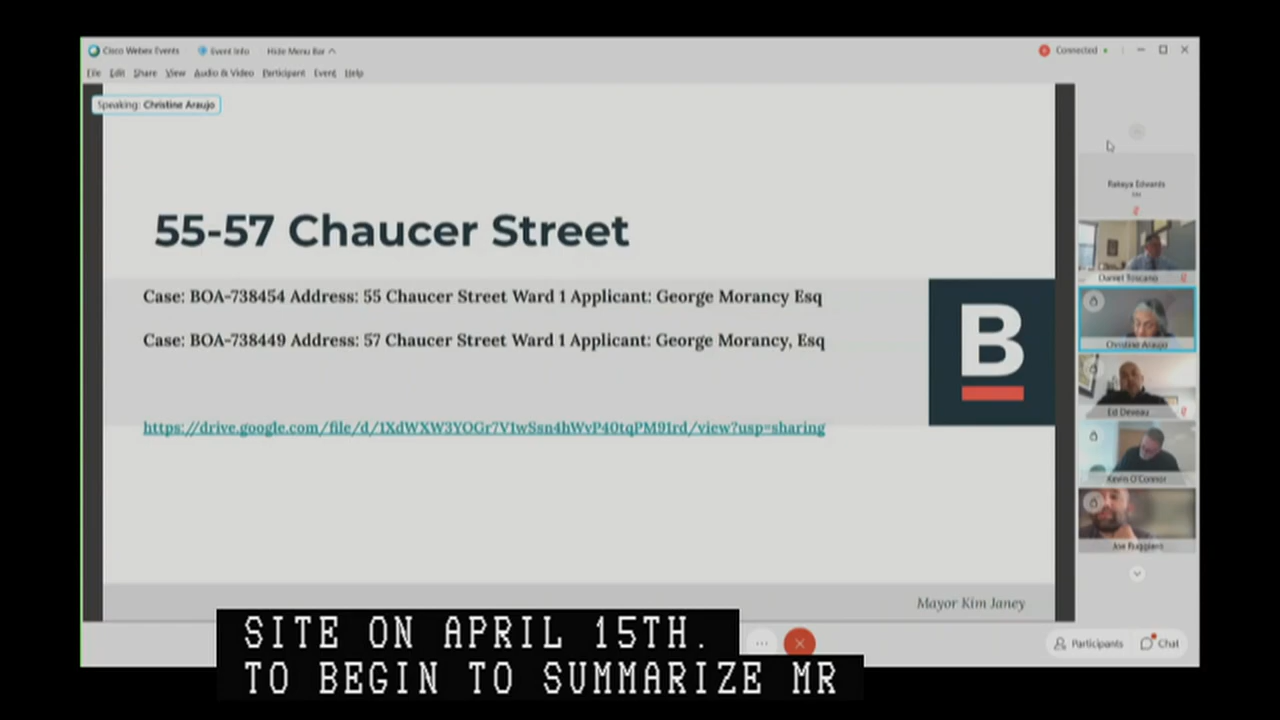 Cisco Webex Events
Event Info
Hide Menu Bar
Connected
File Edit Share View Audio & Video Participant Event Help
Speaking: Christine Araujo
55-57 Chaucer Street
Case: BOA-738454 Address: 55 Chaucer Street Ward 1 Applicant: George Morancy Esq
Case: BOA-738449 Address: 57 Chaucer Street Ward 1 Applicant: George Morancy, Esq
https://drive.google.com/file/d/1XdWXW3YOGr7V1wSsn4hWvP40tqPM91rd/view?usp=sharing
B
Mayor Kim Janey
Rakeya Edwards
Daniel Toscano
Christine Araujo
Ed Deveau
Kevin O'Connor
Joe Ruggiero
Participants
Chat
SITE ON APRIL 15TH.
TO BEGIN TO SUMMARIZE MR